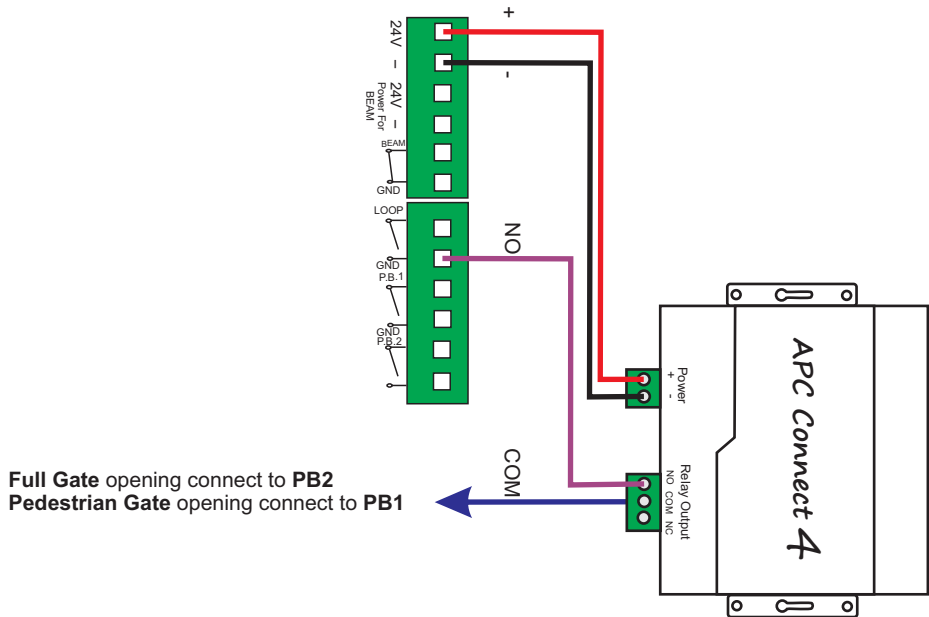 +
24V
–
-
24V
–
Power For
BEAM
BEAM
GND
LOOP
NO
GND
P.B.1
GND
P.B.2
APC Connect 4
Power
+
-
COM
Relay Output
NO COM NC
Full Gate opening connect to PB2
Pedestrian Gate opening connect to PB1